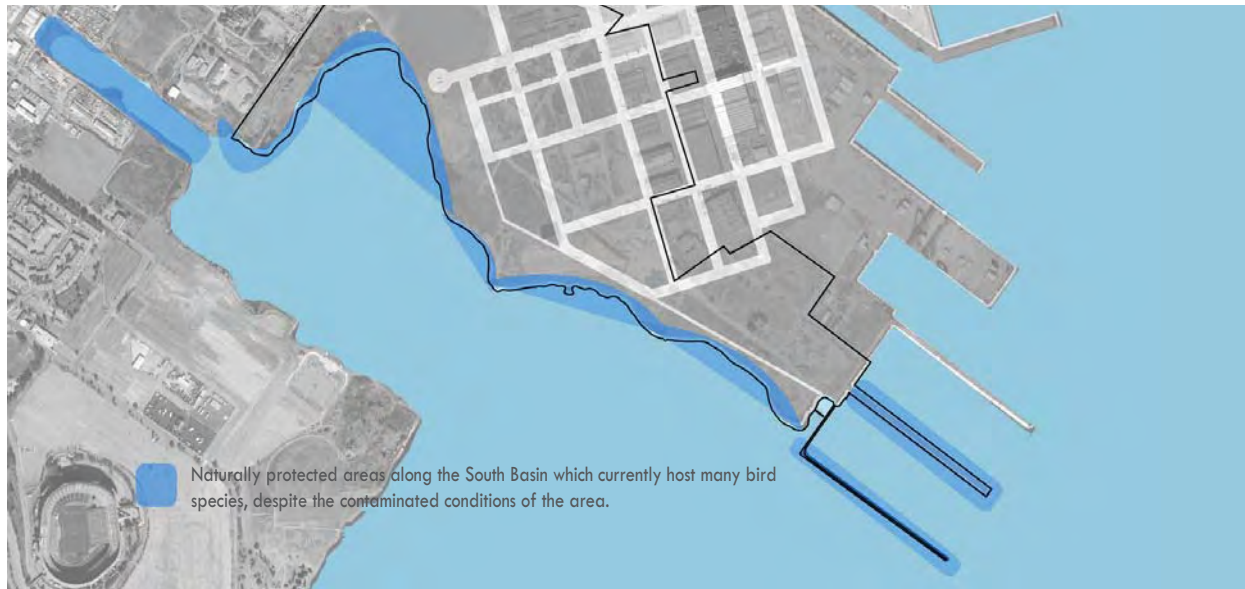 Naturally protected areas along the South Basin which currently host many bird
species, despite the contaminated conditions of the area.